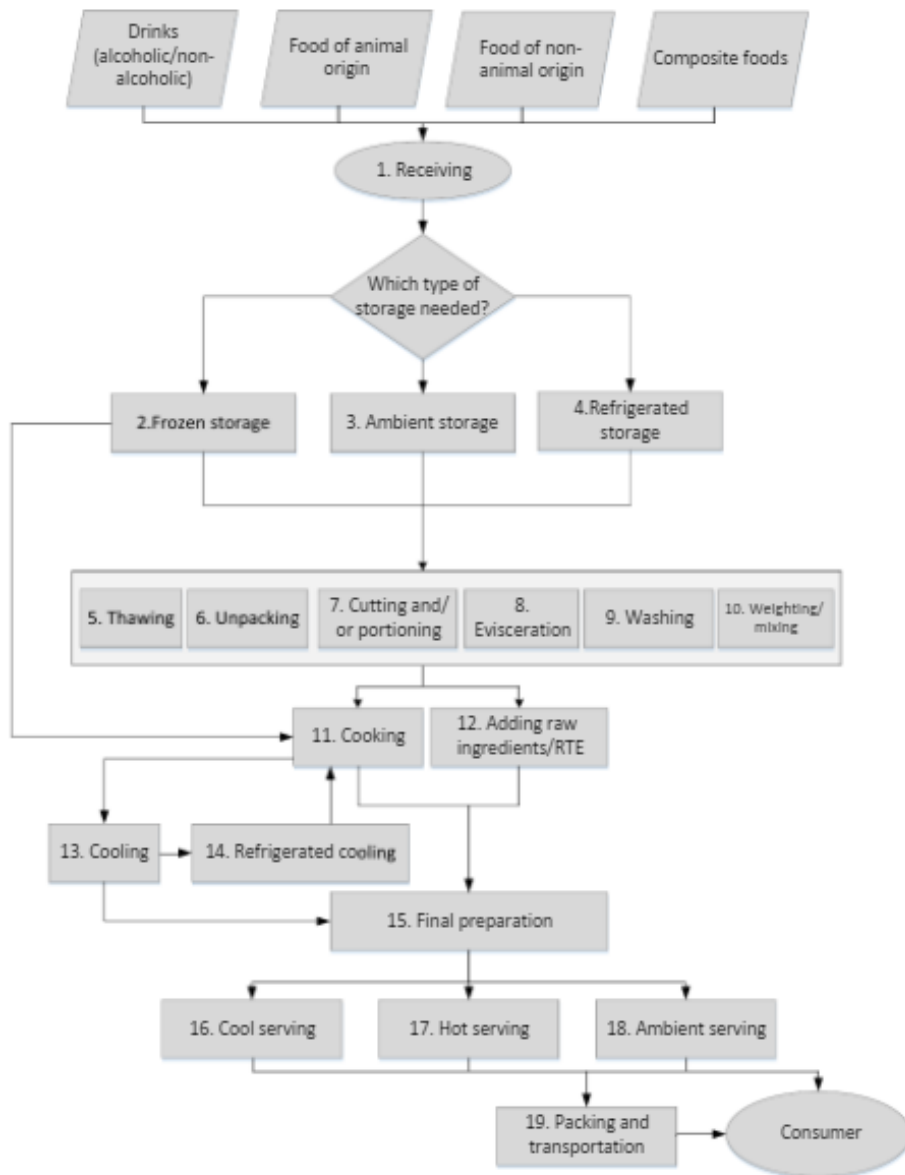 Drinks
(alcoholic/non-
alcoholic)
Food of animal
origin
Food of non-
animal origin
Composite foods
1. Receiving
Which type of
storage needed?
2.Frozen storage
3. Ambient storage
4.Refrigerated
storage
5. Thawing
6. Unpacking
7. Cutting and/
or portioning
8.
Evisceration
9. Washing
10. Weighting/
mixing
11. Cooking
12. Adding raw
ingredients/RTE
13. Cooling
14. Refrigerated cooling
15. Final preparation
16. Cool serving
17. Hot serving
18. Ambient serving
19. Packing and
transportation
Consumer